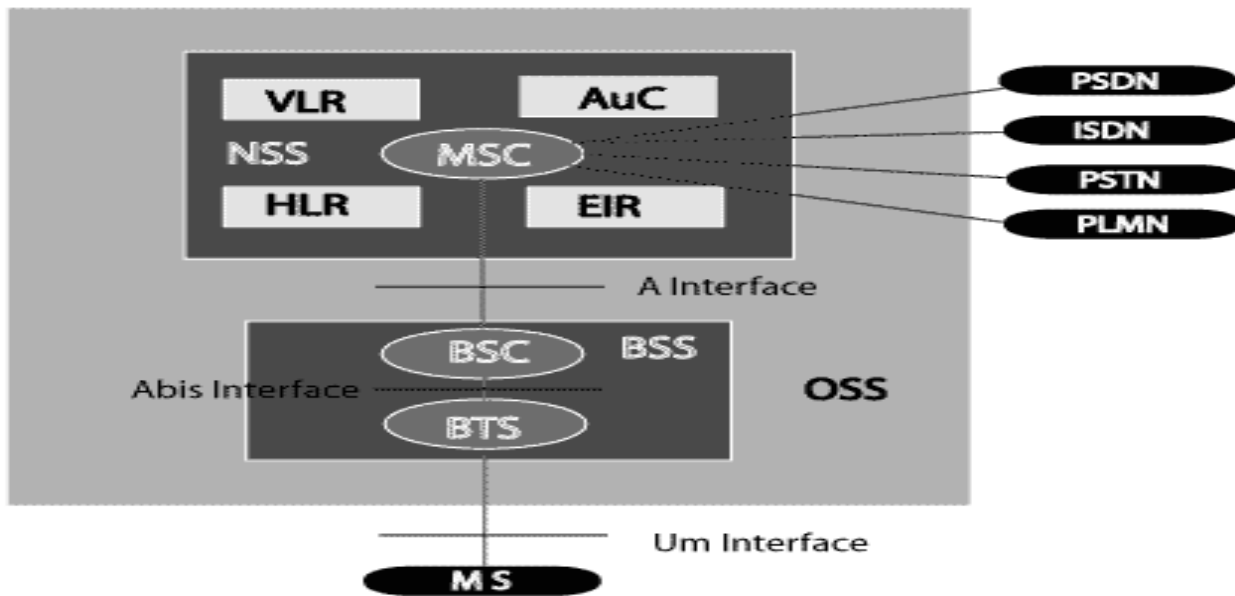 VLR
AuC
PSDN
ISDN
NSS
MSC
PSTN
HLR
EIR
PLMN
A Interface
BSC
BSS
Abis Interface
OSS
BTS
Um Interface
MS